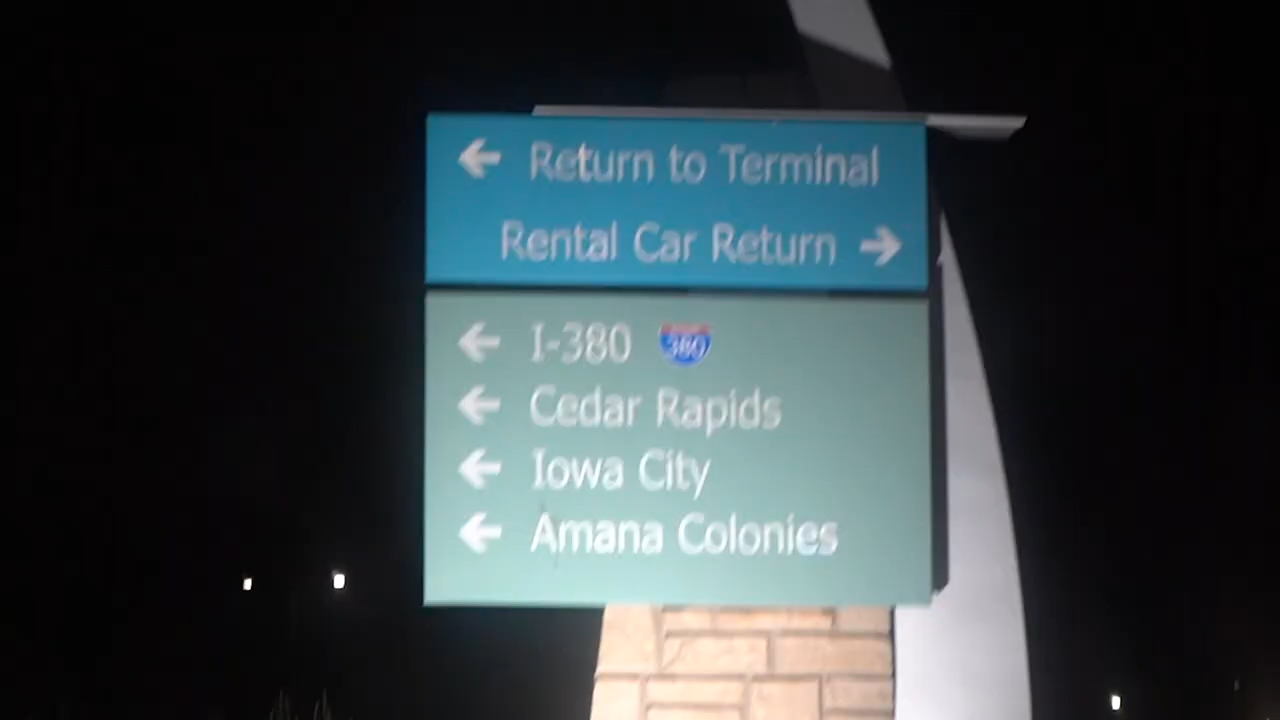 ← Return to Terminal
Rental Car Return →
← I-380 380
← Cedar Rapids
← Iowa City
← Amana Colonies